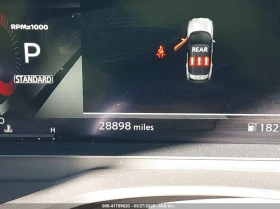 RPMx1000
P
STANDARD
REAR
28898 miles
182
H